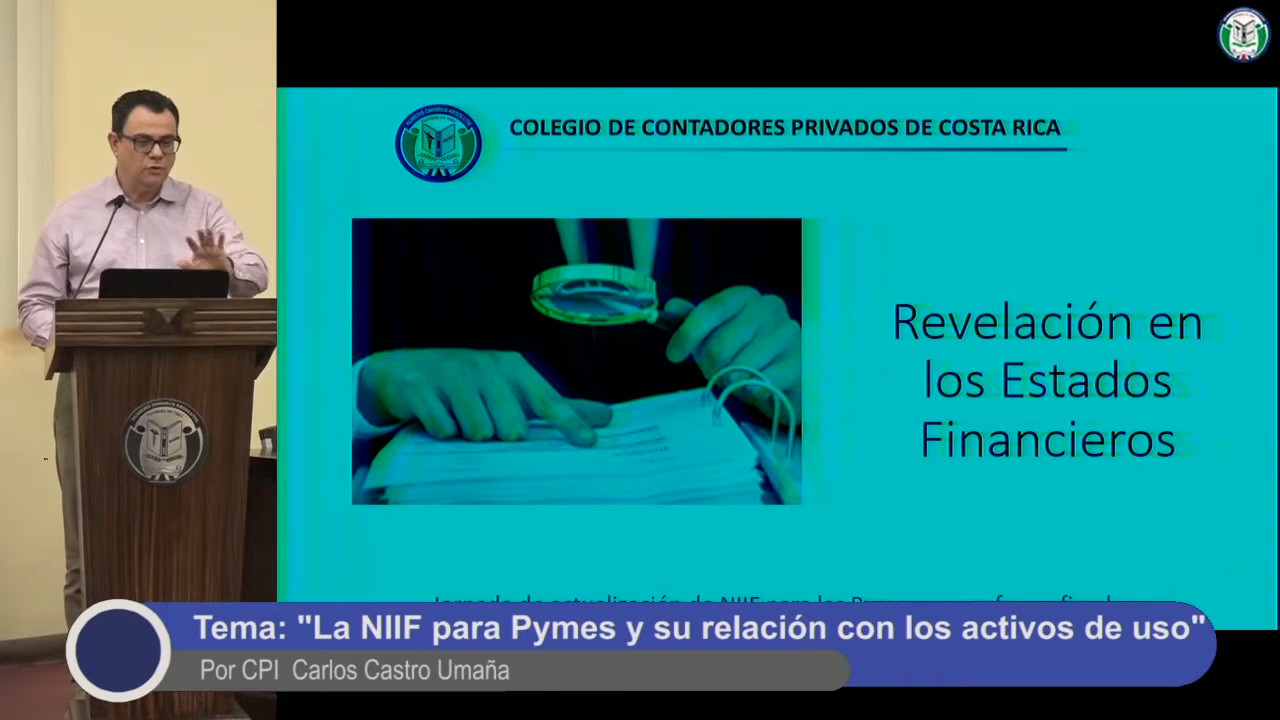 COLEGIO DE CONTADORES PRIVADOS DE COSTA RICA
Revelación en
los Estados
Financieros
Tema: "La NIIF para Pymes y su relación con los activos de uso"
Por CPI Carlos Castro Umaña